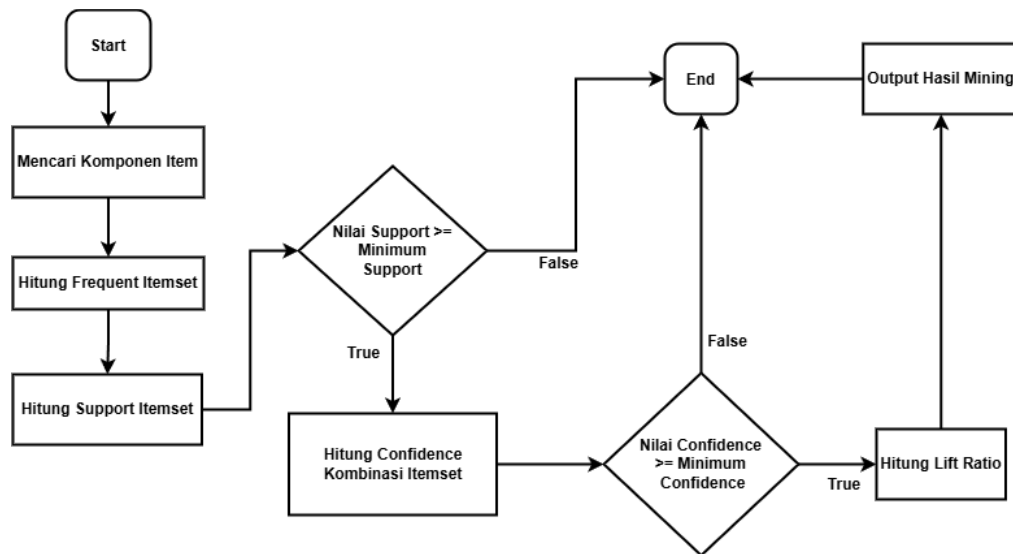 Start
Mencari Komponen Item
Hitung Frequent Itemset
Hitung Support Itemset
Nilai Support >=
Minimum
Support
False
True
Hitung Confidence
Kombinasi Itemset
Nilai Confidence
>= Minimum
Confidence
False
True
Hitung Lift Ratio
Output Hasil Mining
End